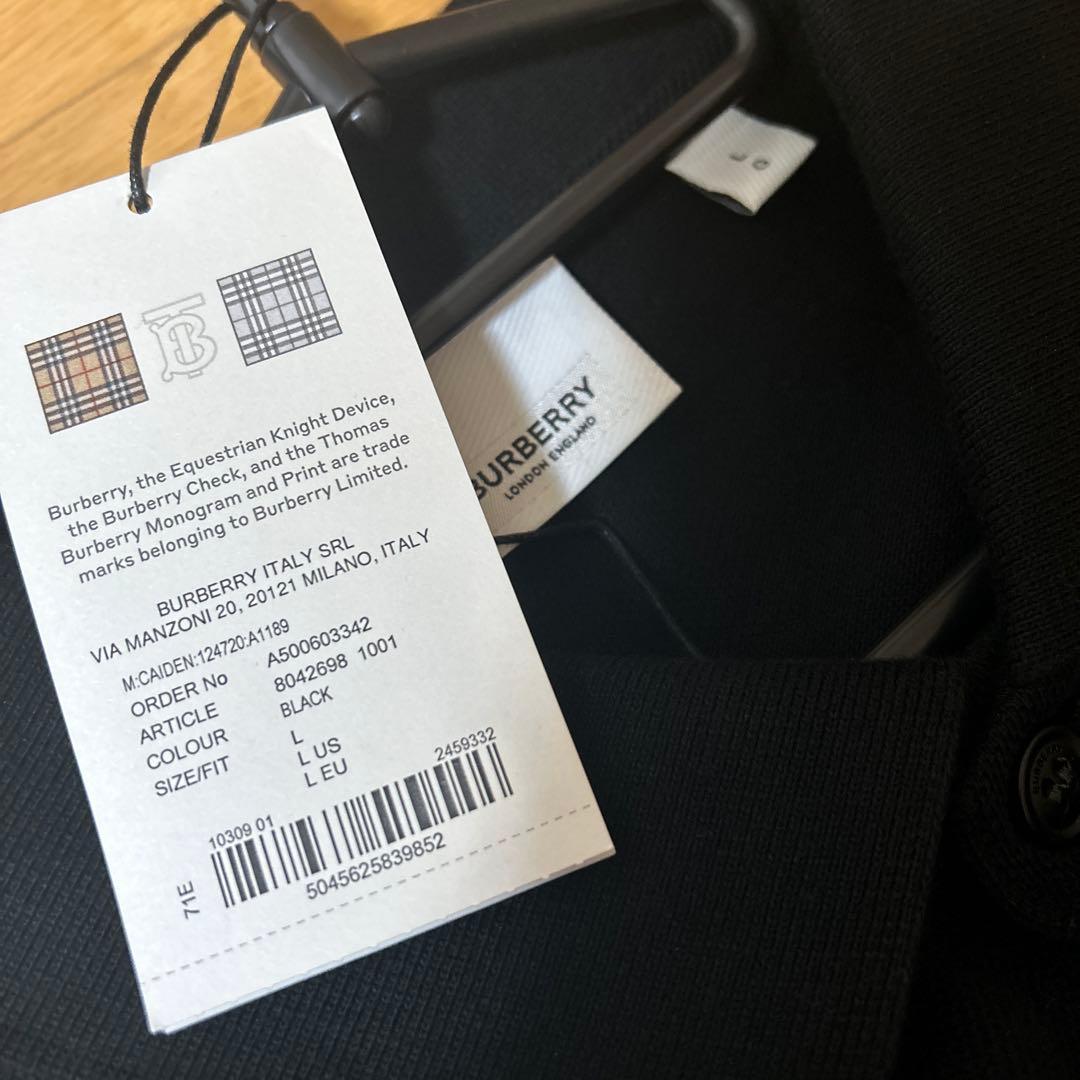 Burberry, the Equestrian Knight Device,
the Burberry Check, and the Thomas
Burberry Monogram and Print are trade
marks belonging to Burberry Limited.
BURBERRY ITALY SRL
VIA MANZONI 20, 20121 MILANO, ITALY
M:CAIDEN:124720:A1189
ORDER No A500603342
ARTICLE 8042698 1001
COLOUR BLACK
SIZE/FIT L
L US
L EU
10309 01 2459332
5045625839852
71E
BURBERRY
LONDON ENGLAND